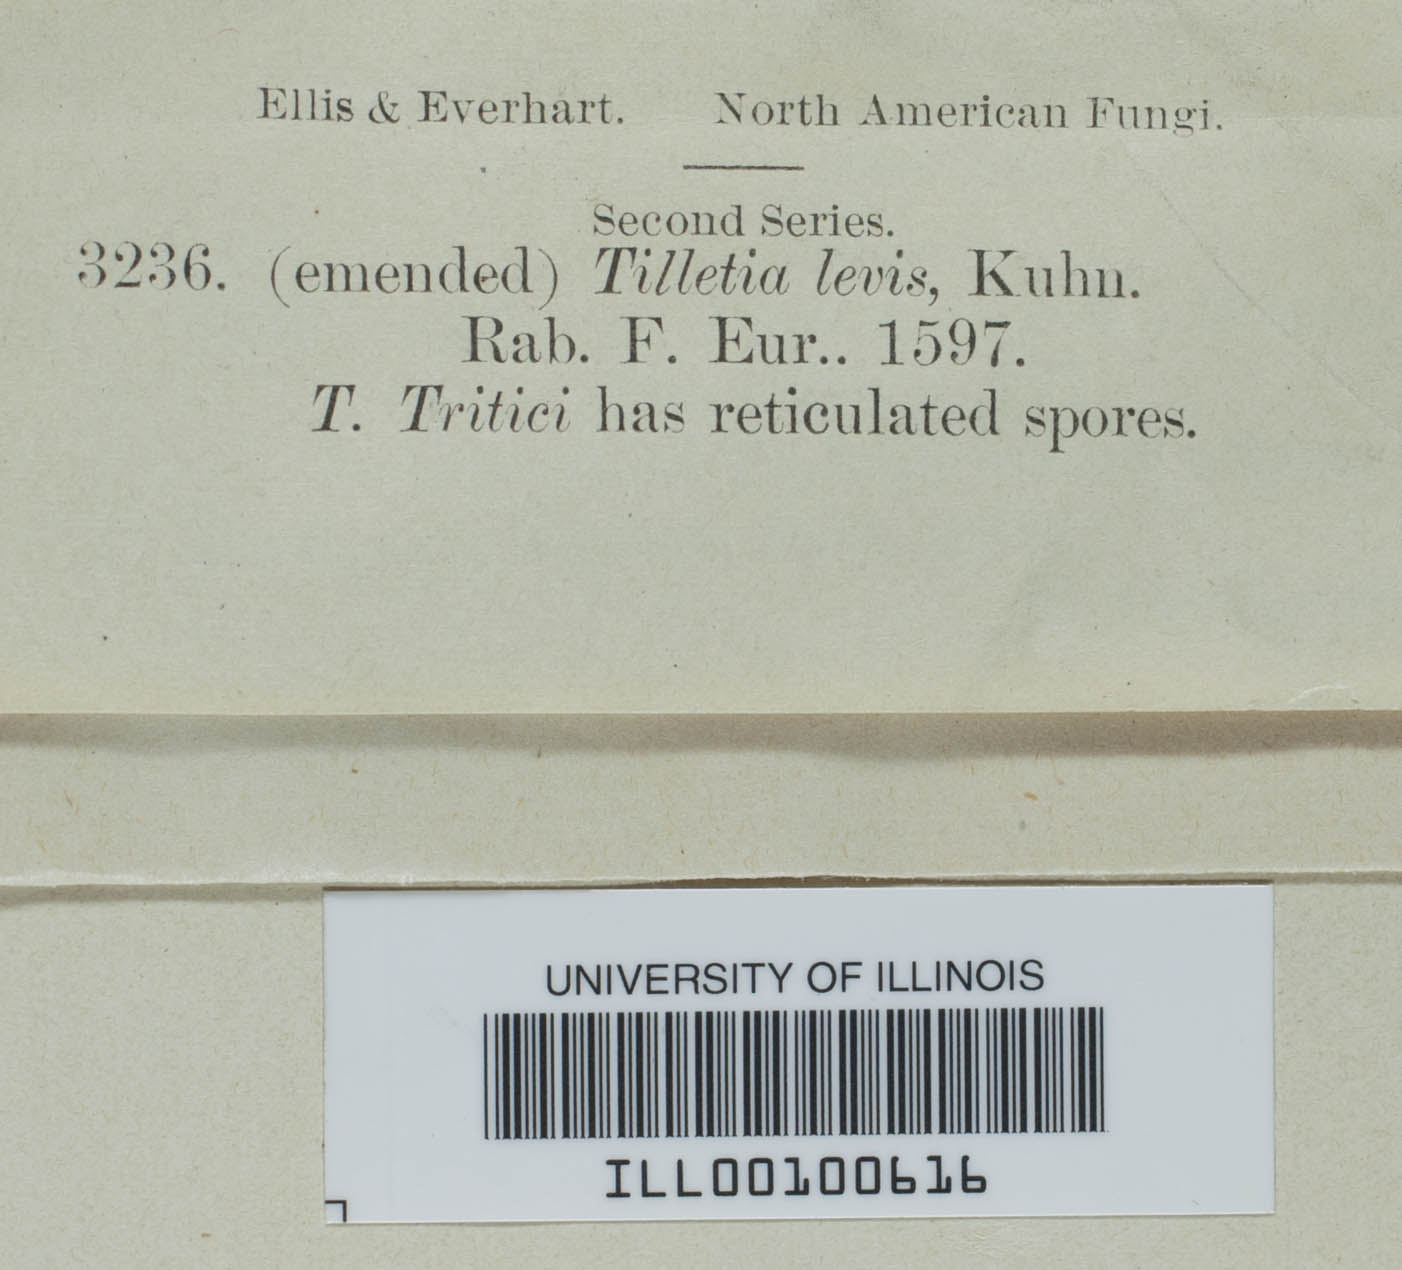 Ellis & Everhart. North American Fungi.
Second Series.
3236. (emended) Tilletia levis, Kuhn.
Rab. F. Eur.. 1597.
T. Tritici has reticulated spores.
UNIVERSITY OF ILLINOIS
ILL00100616